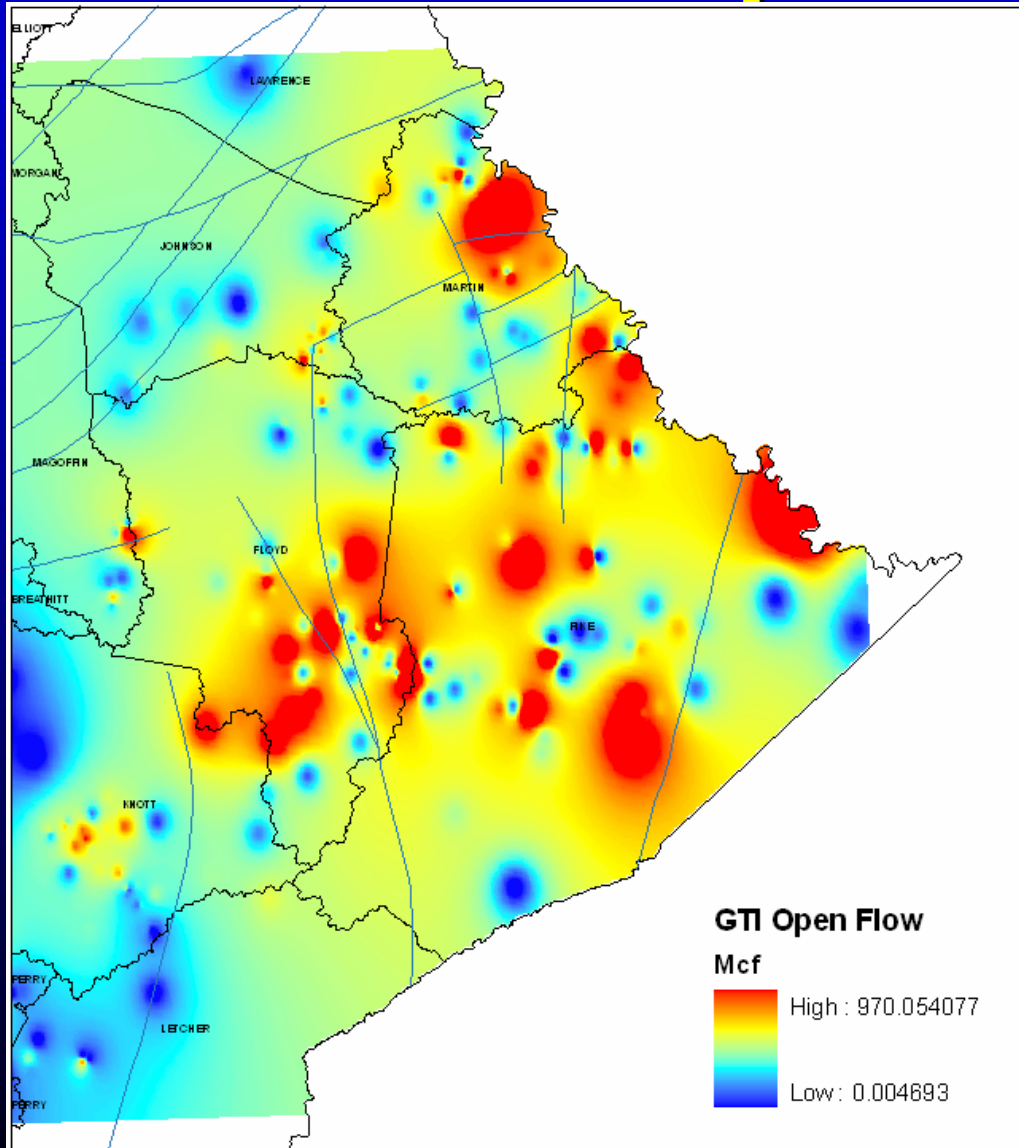 ELLIOTT
LAWRENCE
MORGAN
JOHNSON
MARTIN
MAGOFFIN
FLOYD
BREATHITT
PIKE
KNOTT
GTI Open Flow
Mcf
High : 970.054077
PERRY
LETCHER
Low : 0.004693
PERRY